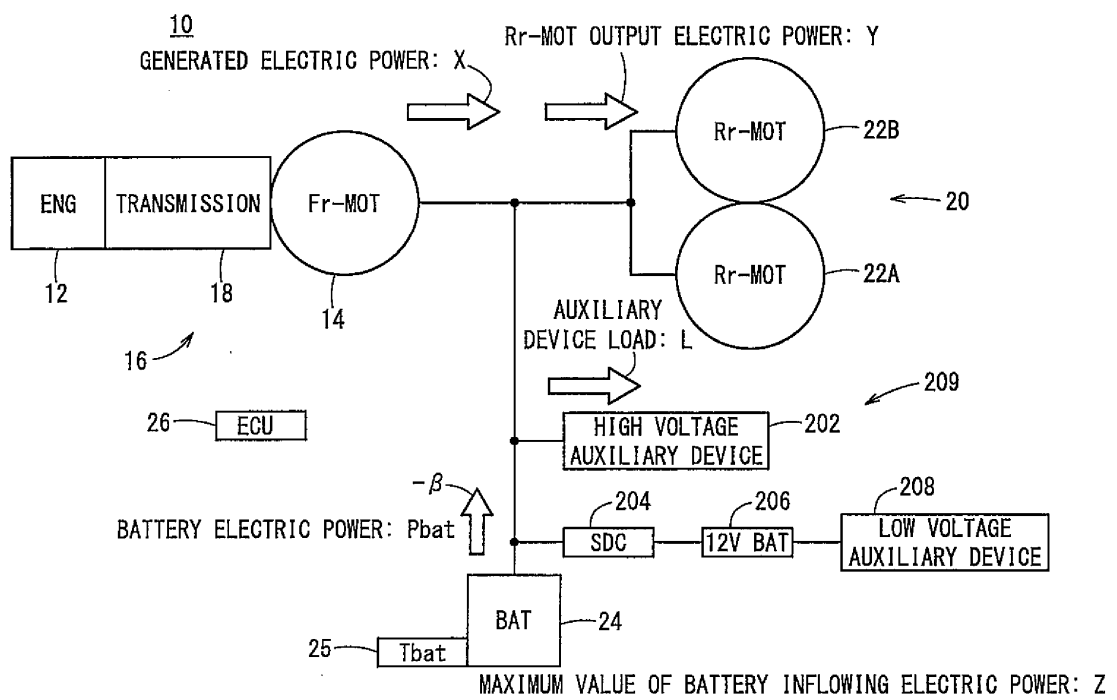 10
GENERATED ELECTRIC POWER: X
Rr-MOT OUTPUT ELECTRIC POWER: Y
Rr-MOT
22B
ENG
TRANSMISSION
Fr-MOT
20
12
18
14
Rr-MOT
22A
16
AUXILIARY
DEVICE LOAD: L
209
26
ECU
HIGH VOLTAGE
AUXILIARY DEVICE
202
-β
BATTERY ELECTRIC POWER: Pbat
204
SDC
206
12V BAT
208
LOW VOLTAGE
AUXILIARY DEVICE
BAT
24
25
Tbat
MAXIMUM VALUE OF BATTERY INFLOWING ELECTRIC POWER: Z